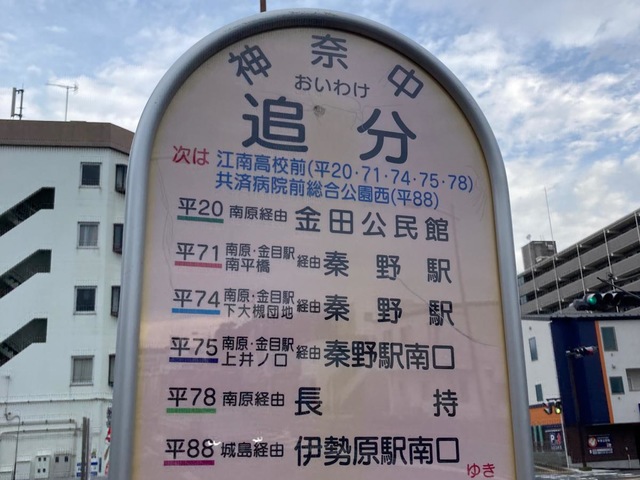 神奈中
おいわけ
追分
次は 江南高校前(平20・71・74・75・78)
共済病院前総合公園西(平88)
平20 南原経由 金田公民館
平71 南原・金目駅 南平橋 経由 秦野駅
平74 南原・金目駅 下大槻団地 経由 秦野駅
平75 南原・金目駅 上井ノ口 経由 秦野駅南口
平78 南原経由 長持
平88 城島経由 伊勢原駅南口
ゆき